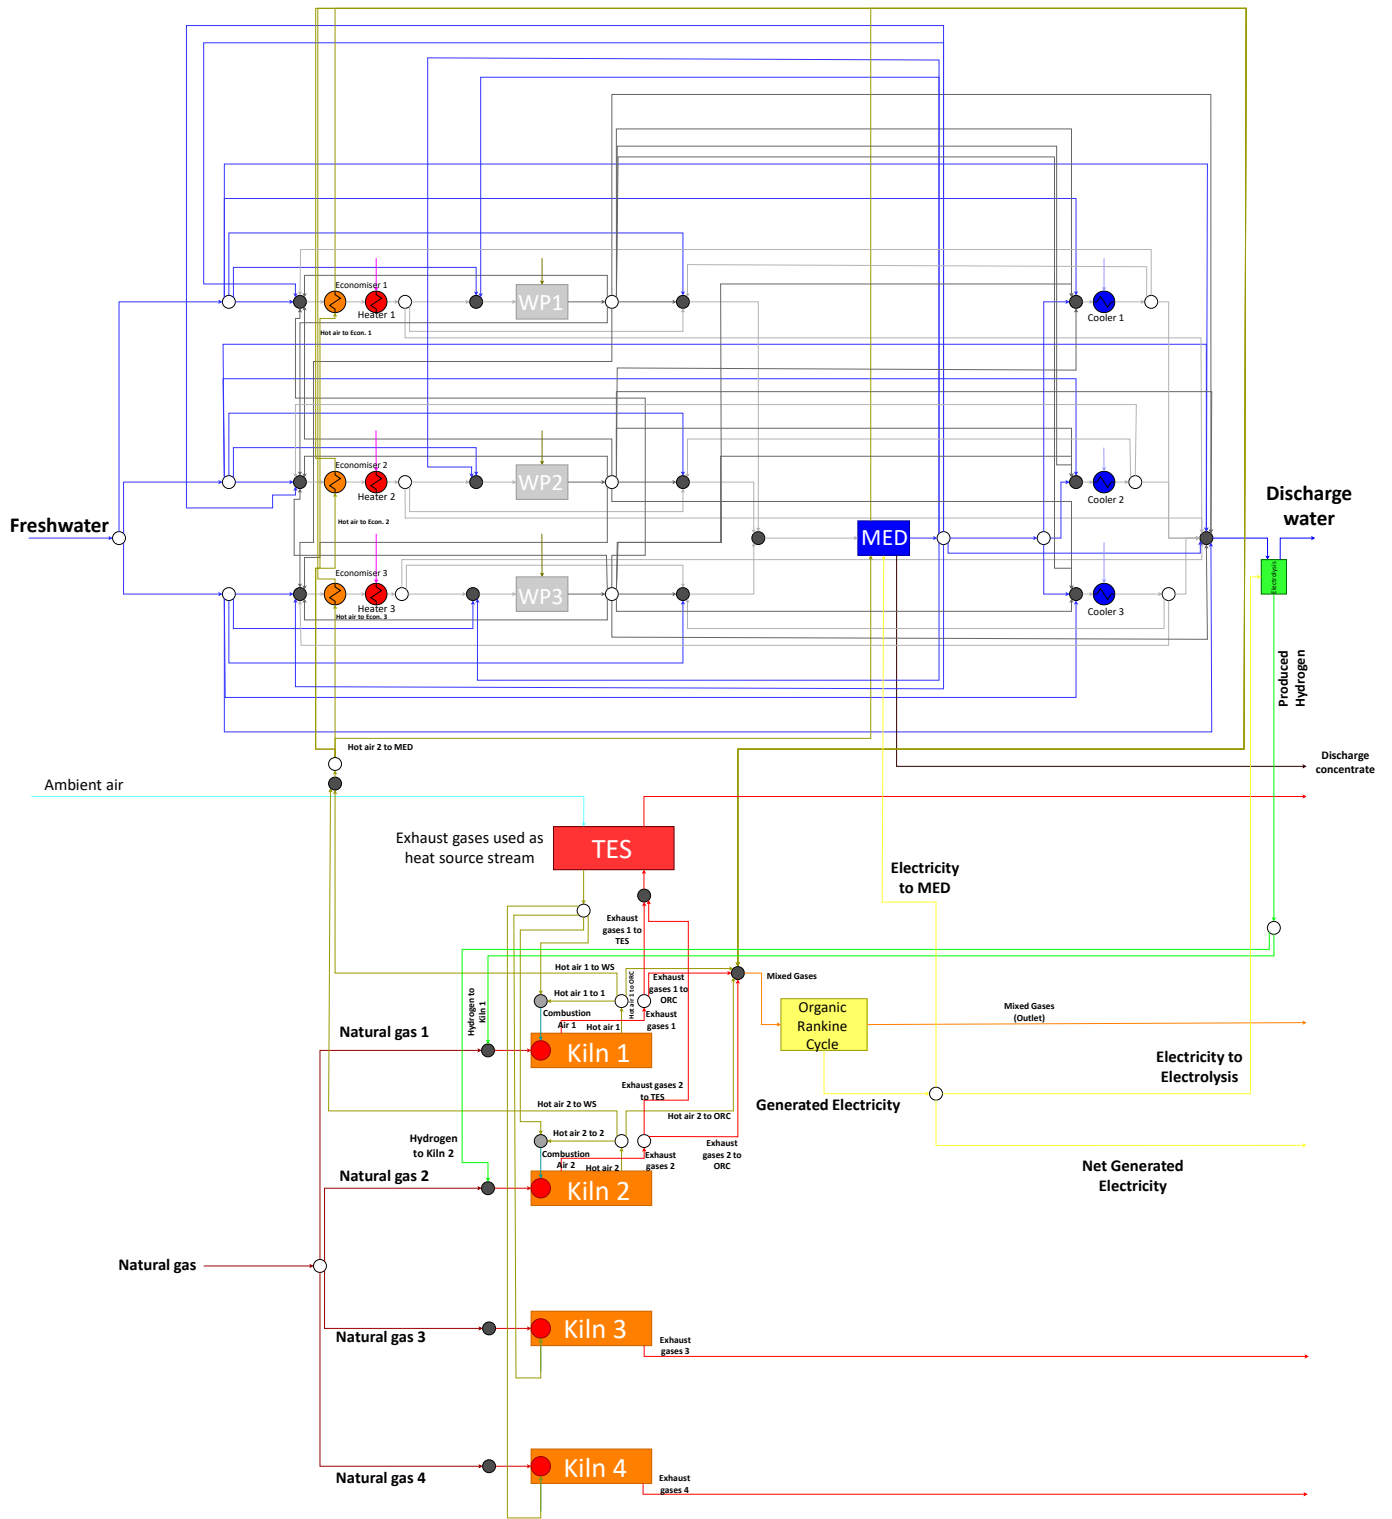 Economiser 1
WP1
Heater 1
Cooler 1
Hot air to Econ. 1
Economiser 2
WP2
Heater 2
Cooler 2
Hot air to Econ. 2
Freshwater
MED
Discharge
water
Electrolysis
Economiser 3
WP3
Heater 3
Cooler 3
Hot air to Econ. 3
Produced
Hydrogen
Hot air 2 to MED
Discharge
concentrate
Ambient air
Exhaust gases used as
heat source stream
TES
Electricity
to MED
Exhaust
gases 1 to
TES
Hot air 1 to WS
Hot air 1 to ORC
Exhaust
gases 1 to
ORC
Mixed Gases
Hydrogen to
Kiln 1
Hot air 1 to 1
Combustion
Air 1
Hot air 1
Exhaust
gases 1
Natural gas 1
Kiln 1
Organic
Rankine
Cycle
Mixed Gases
(Outlet)
Electricity to
Electrolysis
Exhaust gases 2
to TES
Generated Electricity
Hot air 2 to WS
Hot air 2 to ORC
Hydrogen
to Kiln 2
Hot air 2 to 2
Combustion
Air 2
Hot air 2
Exhaust
gases 2
Exhaust
gases 2 to
ORC
Natural gas 2
Kiln 2
Net Generated
Electricity
Natural gas
Natural gas 3
Kiln 3
Exhaust
gases 3
Natural gas 4
Kiln 4
Exhaust
gases 4